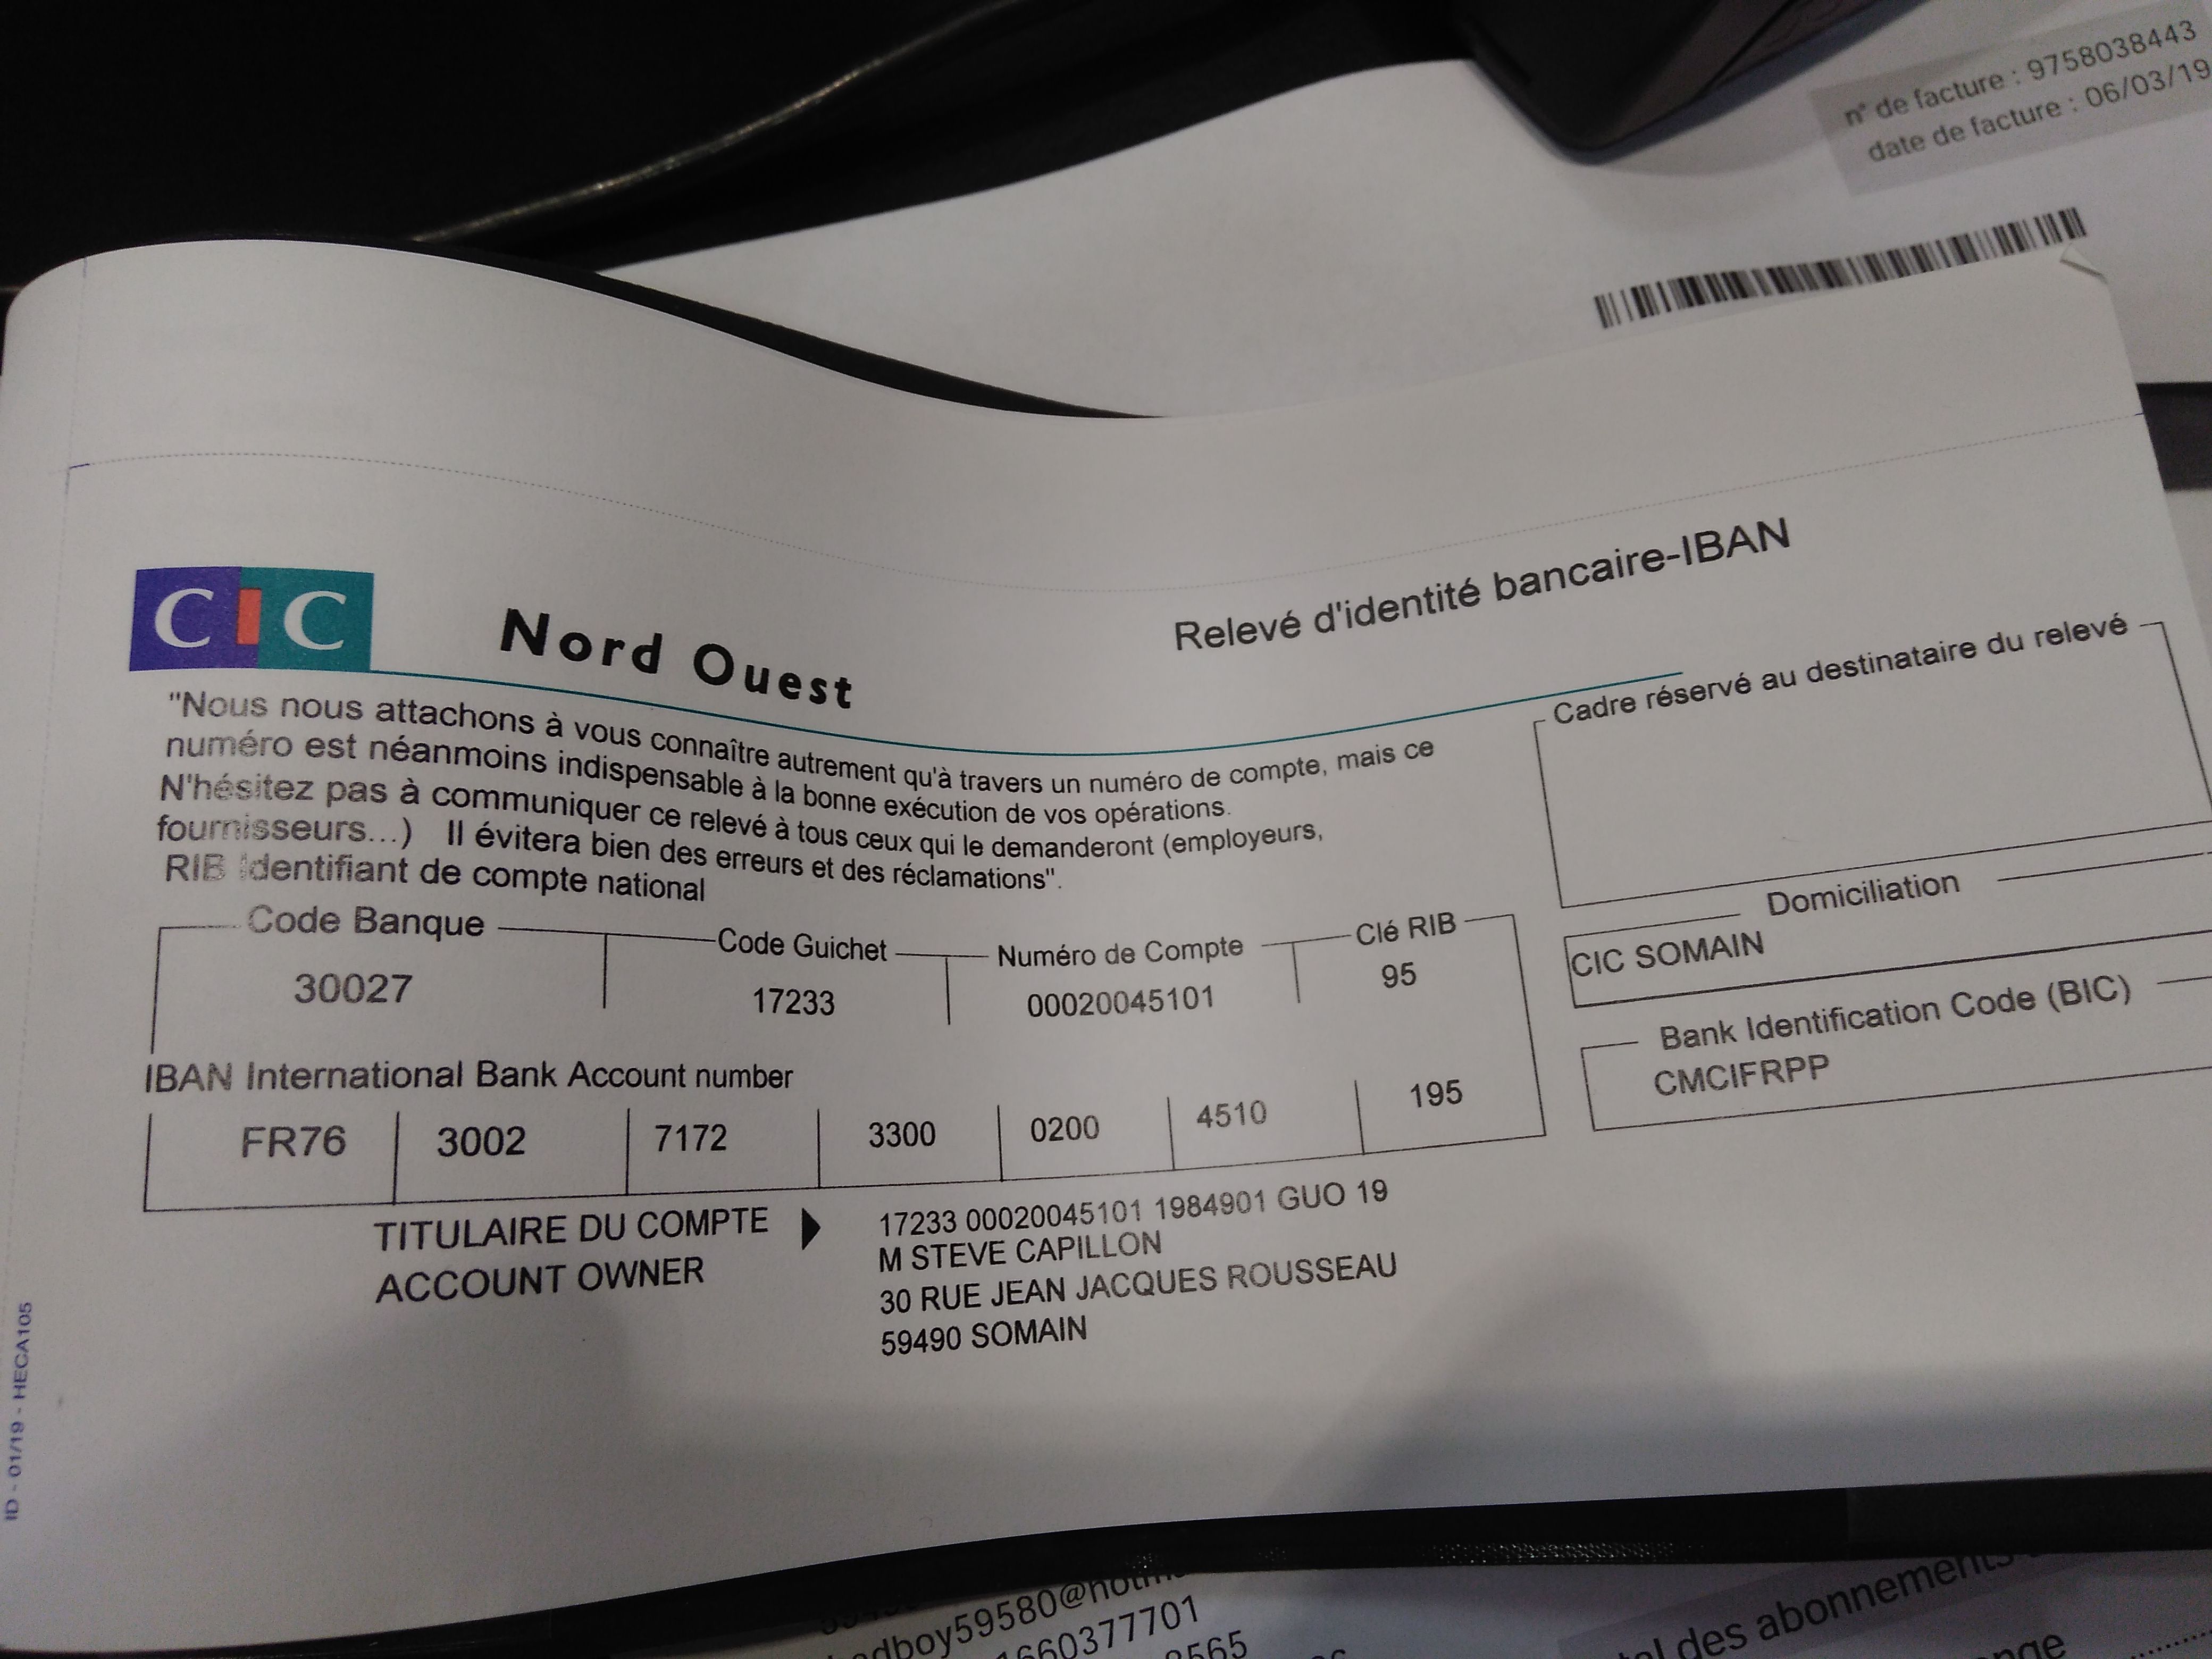 n° de facture : 9758038443
date de facture : 06/03/19
CIC Nord Ouest
Relevé d'identité bancaire-IBAN
"Nous nous attachons à vous connaître autrement qu'à travers un numéro de compte, mais ce
numéro est néanmoins indispensable à la bonne exécution de vos opérations.
N'hésitez pas à communiquer ce relevé à tous ceux qui le demanderont (employeurs,
fournisseurs...) Il évitera bien des erreurs et des réclamations".
Cadre réservé au destinataire du relevé
RIB Identifiant de compte national
Code Banque Code Guichet Numéro de Compte Clé RIB
30027 17233 00020045101 95
Domiciliation
CIC SOMAIN
IBAN International Bank Account number
FR76 3002 7172 3300 0200 4510 195
Bank Identification Code (BIC)
CMCIFRPP
TITULAIRE DU COMPTE
ACCOUNT OWNER
17233 00020045101 1984901 GUO 19
M STEVE CAPILLON
30 RUE JEAN JACQUES ROUSSEAU
59490 SOMAIN
ID - 01/19 - HECA105
des abonnements